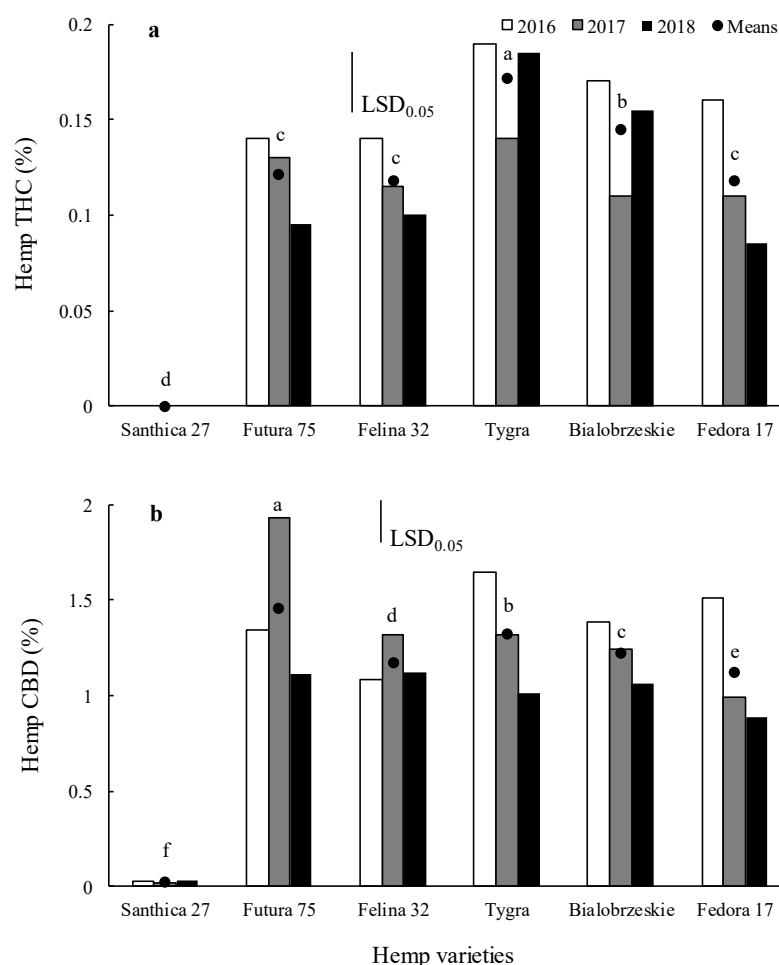 a
2016 2017 2018 Means
0.2
0.15
0.1
0.05
0
Hemp THC (%)
LSD0.05
d
c
c
a
b
c
Santhica 27 Futura 75 Felina 32 Tygra Bialobrzeskie Fedora 17
b
2
1.5
1
0.5
0
Hemp CBD (%)
LSD0.05
f
a
d
b
c
e
Santhica 27 Futura 75 Felina 32 Tygra Bialobrzeskie Fedora 17
Hemp varieties